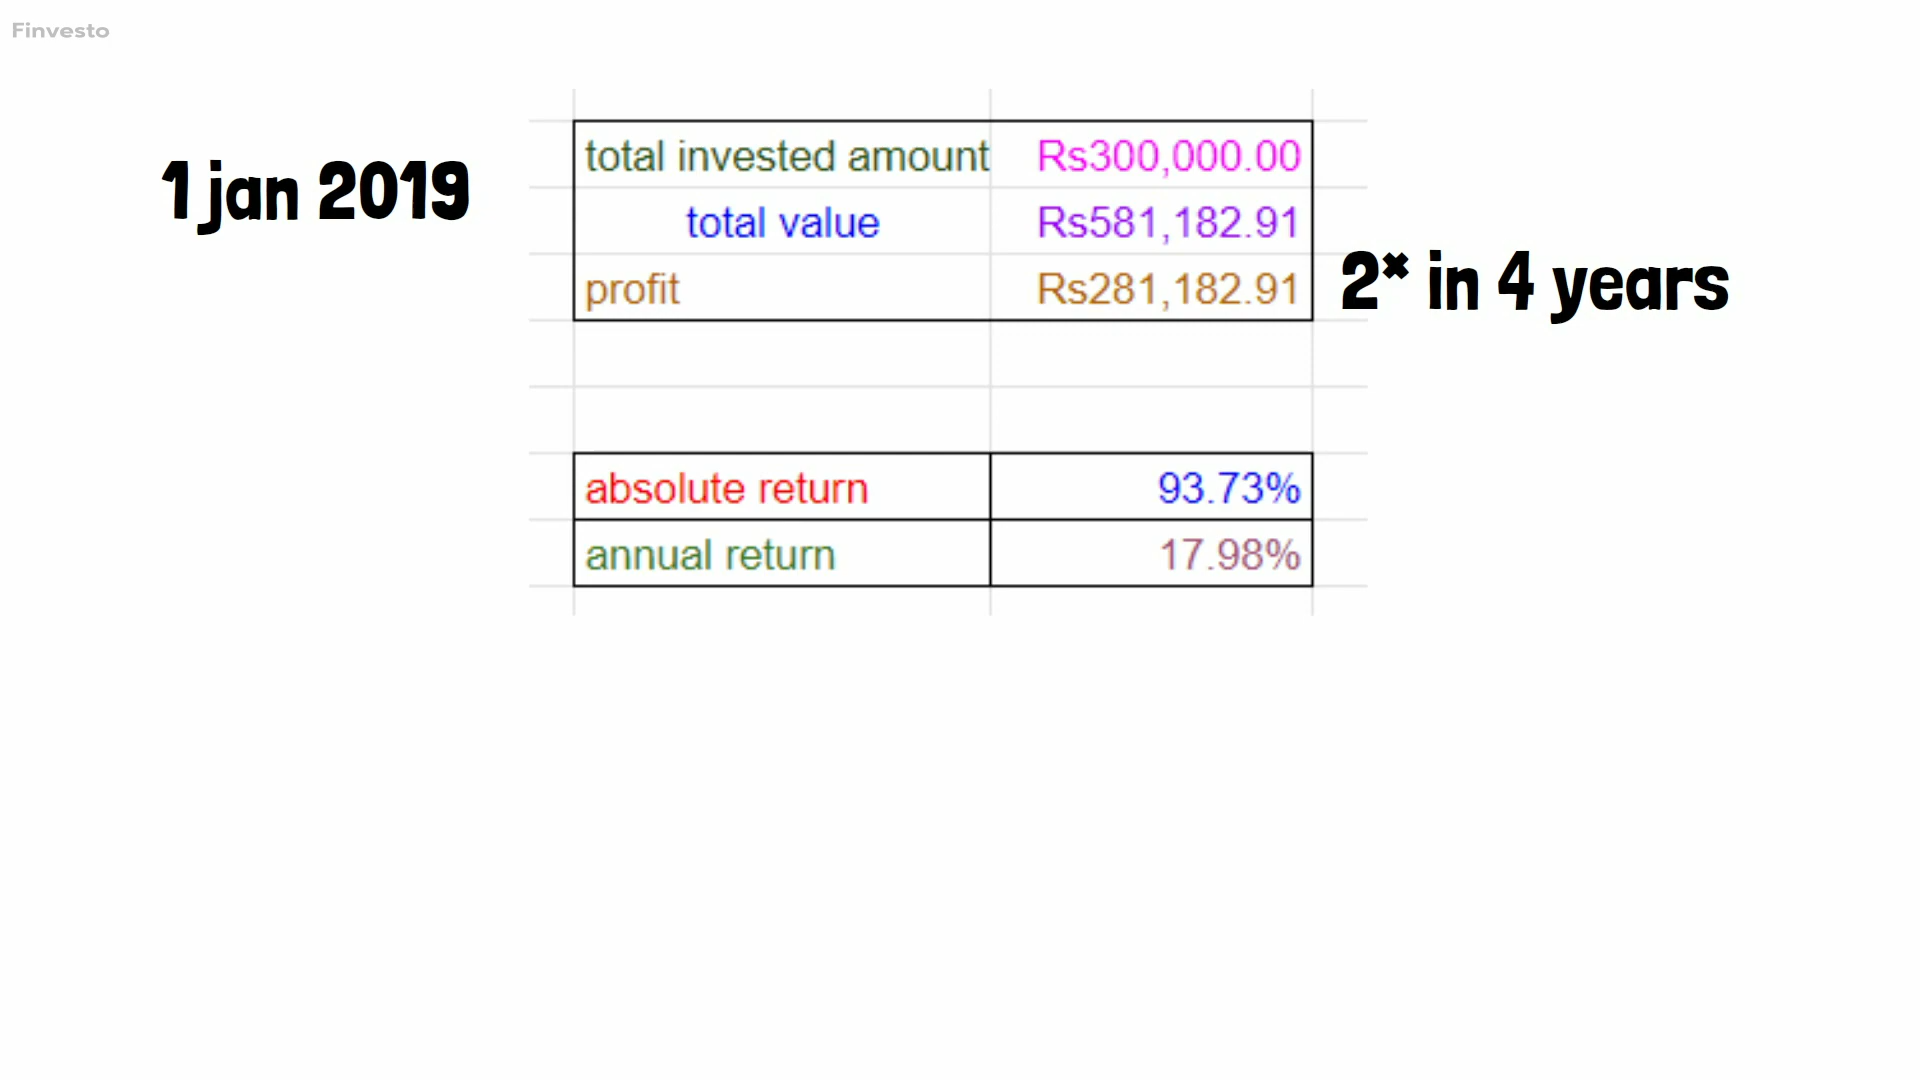 Finvesto
1 jan 2019
total invested amount Rs300,000.00
total value Rs581,182.91
profit Rs281,182.91
2* in 4 years
absolute return 93.73%
annual return 17.98%